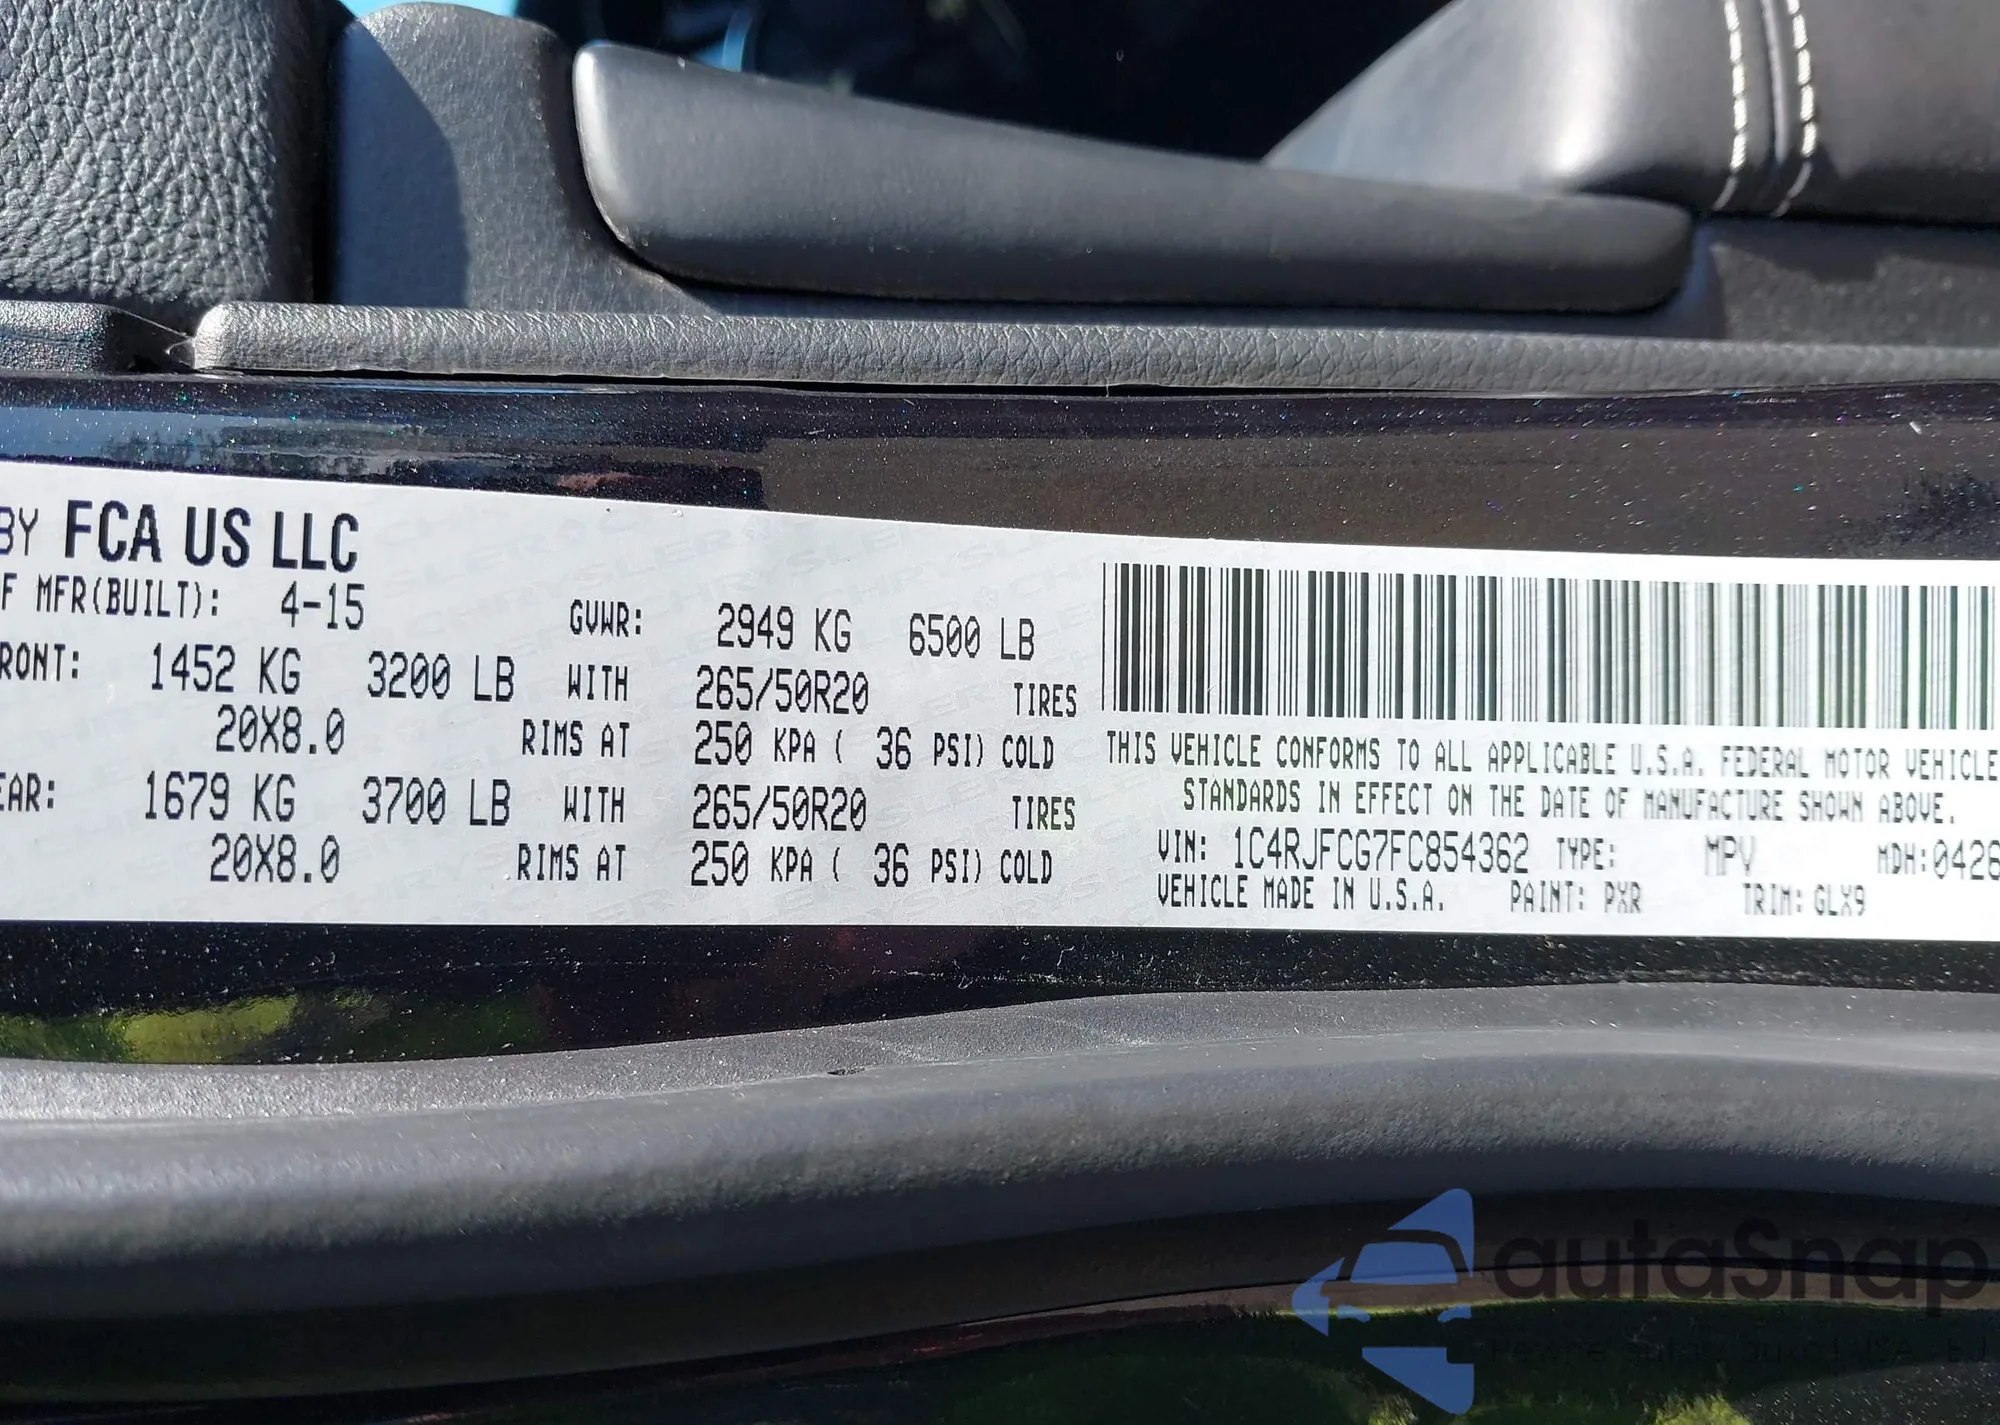 BY FCA US LLC
F MFR(BUILT): 4-15 GVWR: 2949 KG 6500 LB
RONT: 1452 KG 3200 LB WITH 265/50R20 TIRES
20X8.0 RIMS AT 250 KPA ( 36 PSI) COLD
EAR: 1679 KG 3700 LB WITH 265/50R20 TIRES
20X8.0 RIMS AT 250 KPA ( 36 PSI) COLD
THIS VEHICLE CONFORMS TO ALL APPLICABLE U.S.A. FEDERAL MOTOR VEHICLE
STANDARDS IN EFFECT ON THE DATE OF MANUFACTURE SHOWN ABOVE.
VIN: 1C4RJFCG7FC854362 TYPE: MPV MDH:0426
VEHICLE MADE IN U.S.A. PAINT: PXR TRIM: GLX9
autaSnap